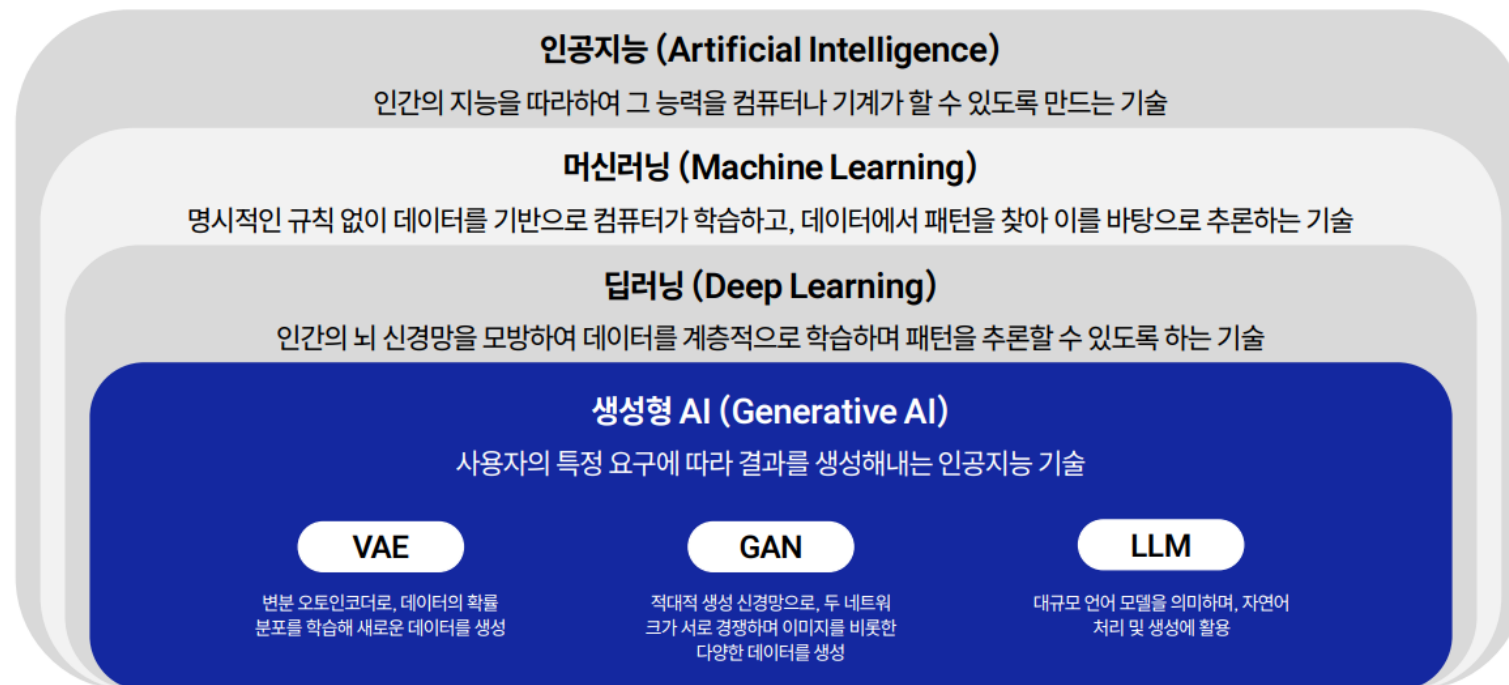 인공지능 (Artificial Intelligence)
인간의 지능을 따라하여 그 능력을 컴퓨터나 기계가 할 수 있도록 만드는 기술
머신러닝 (Machine Learning)
명시적인 규칙 없이 데이터를 기반으로 컴퓨터가 학습하고, 데이터에서 패턴을 찾아 이를 바탕으로 추론하는 기술
딥러닝 (Deep Learning)
인간의 뇌 신경망을 모방하여 데이터를 계층적으로 학습하며 패턴을 추론할 수 있도록 하는 기술
생성형 AI (Generative AI)
사용자의 특정 요구에 따라 결과를 생성해내는 인공지능 기술
VAE
변분 오토인코더로, 데이터의 확률
분포를 학습해 새로운 데이터를 생성
GAN
적대적 생성 신경망으로, 두 네트워
크가 서로 경쟁하며 이미지를 비롯한
다양한 데이터를 생성
LLM
대규모 언어 모델을 의미하며, 자연어
처리 및 생성에 활용